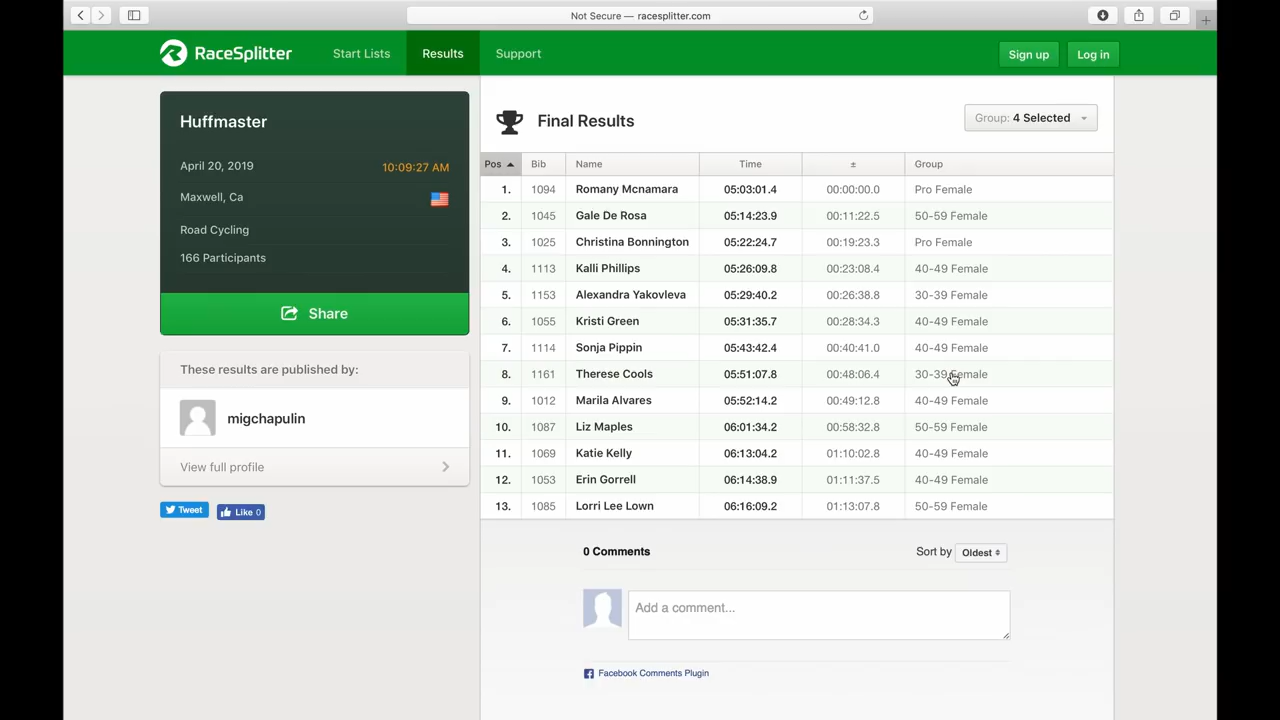 Not Secure — racesplitter.com
RaceSplitter Start Lists Results Support Sign up Log in
Huffmaster
April 20, 2019 10:09:27 AM
Maxwell, Ca
Road Cycling
166 Participants
Share
These results are published by:
migchapulin
View full profile
Tweet Like 0
Final Results Group: 4 Selected
Pos Bib Name Time ± Group
1. 1094 Romany Mcnamara 05:03:01.4 00:00:00.0 Pro Female
2. 1045 Gale De Rosa 05:14:23.9 00:11:22.5 50-59 Female
3. 1025 Christina Bonnington 05:22:24.7 00:19:23.3 Pro Female
4. 1113 Kalli Phillips 05:26:09.8 00:23:08.4 40-49 Female
5. 1153 Alexandra Yakovleva 05:29:40.2 00:26:38.8 30-39 Female
6. 1055 Kristi Green 05:31:35.7 00:28:34.3 40-49 Female
7. 1114 Sonja Pippin 05:43:42.4 00:40:41.0 40-49 Female
8. 1161 Therese Cools 05:51:07.8 00:48:06.4 30-39 Female
9. 1012 Marila Alvares 05:52:14.2 00:49:12.8 40-49 Female
10. 1087 Liz Maples 06:01:34.2 00:58:32.8 50-59 Female
11. 1069 Katie Kelly 06:13:04.2 01:10:02.8 40-49 Female
12. 1053 Erin Gorrell 06:14:38.9 01:11:37.5 40-49 Female
13. 1085 Lorri Lee Lown 06:16:09.2 01:13:07.8 50-59 Female
0 Comments Sort by Oldest
Add a comment...
Facebook Comments Plugin